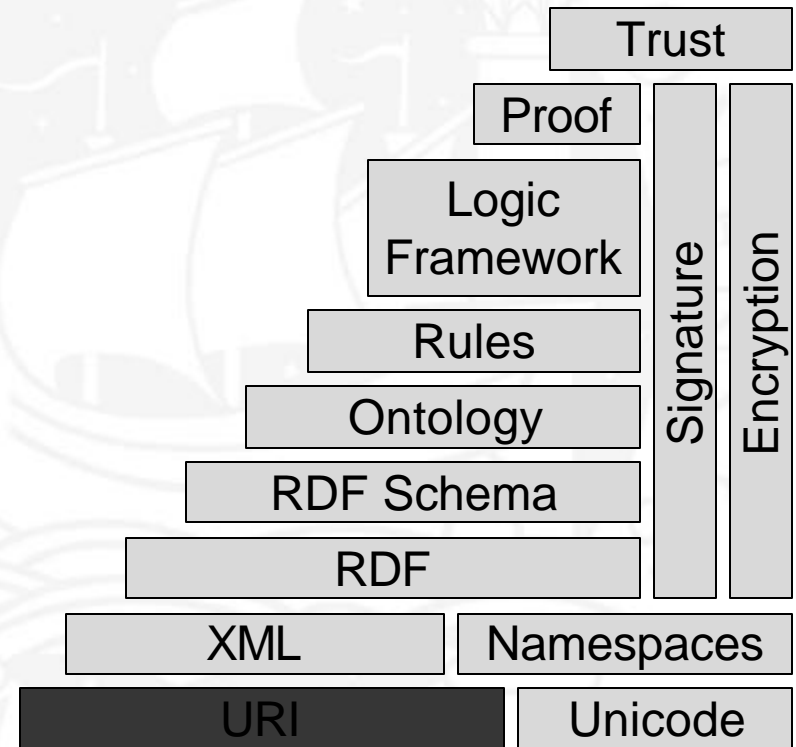 Trust
Proof
Logic
Framework
Rules
Ontology
RDF Schema
RDF
Signature
Encryption
XML
Namespaces
URI
Unicode